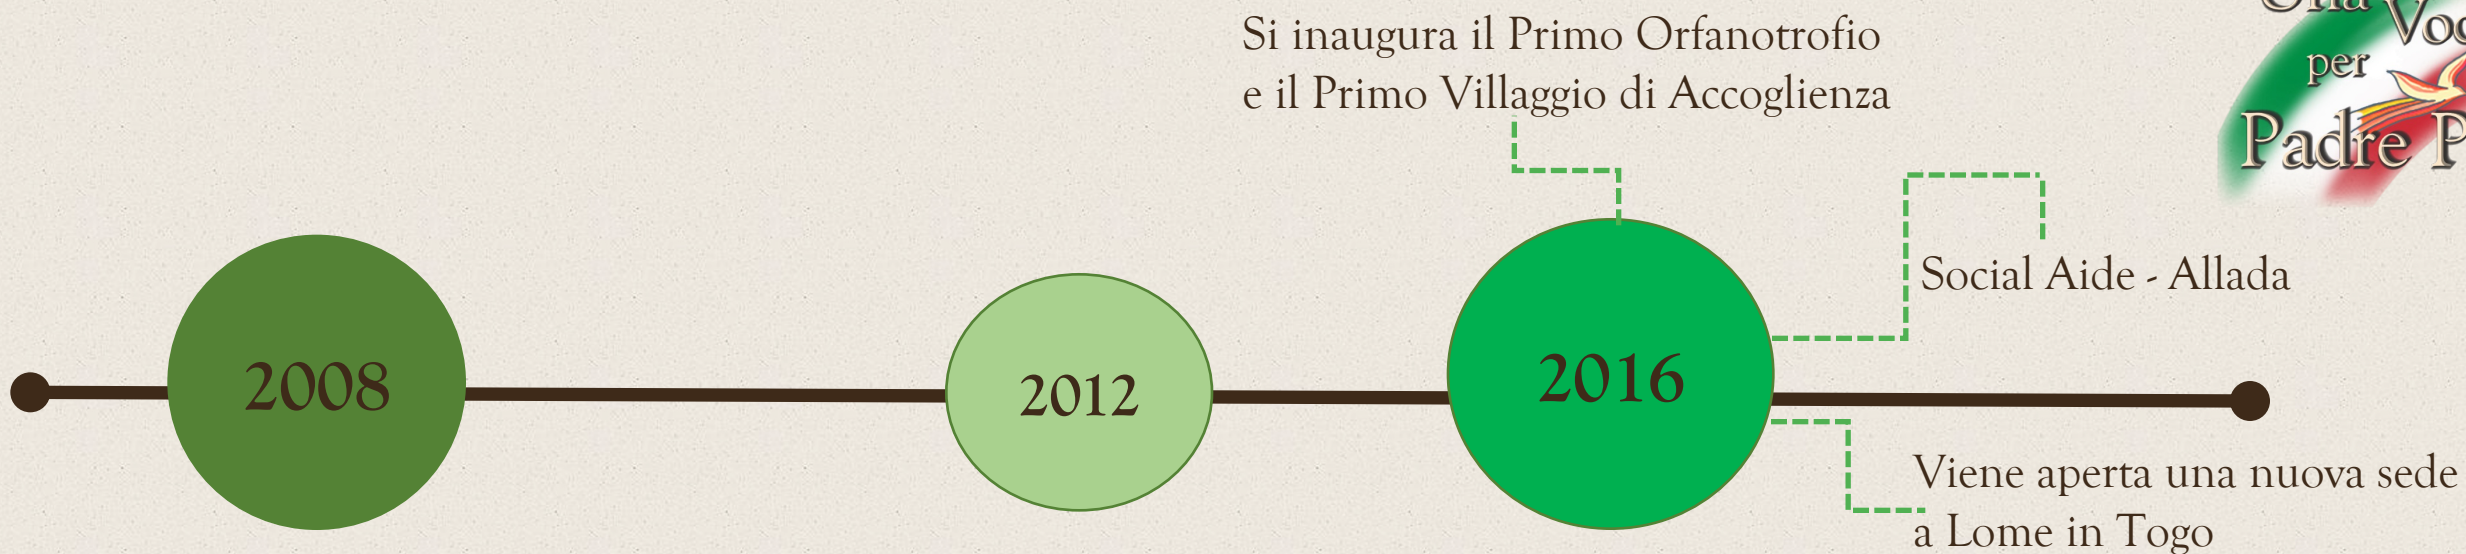 Si inaugura il Primo Orfanotrofio
e il Primo Villaggio di Accoglienza
per
Padre
Social Aide - Allada
2008
2012
2016
Viene aperta una nuova sede
a Lome in Togo